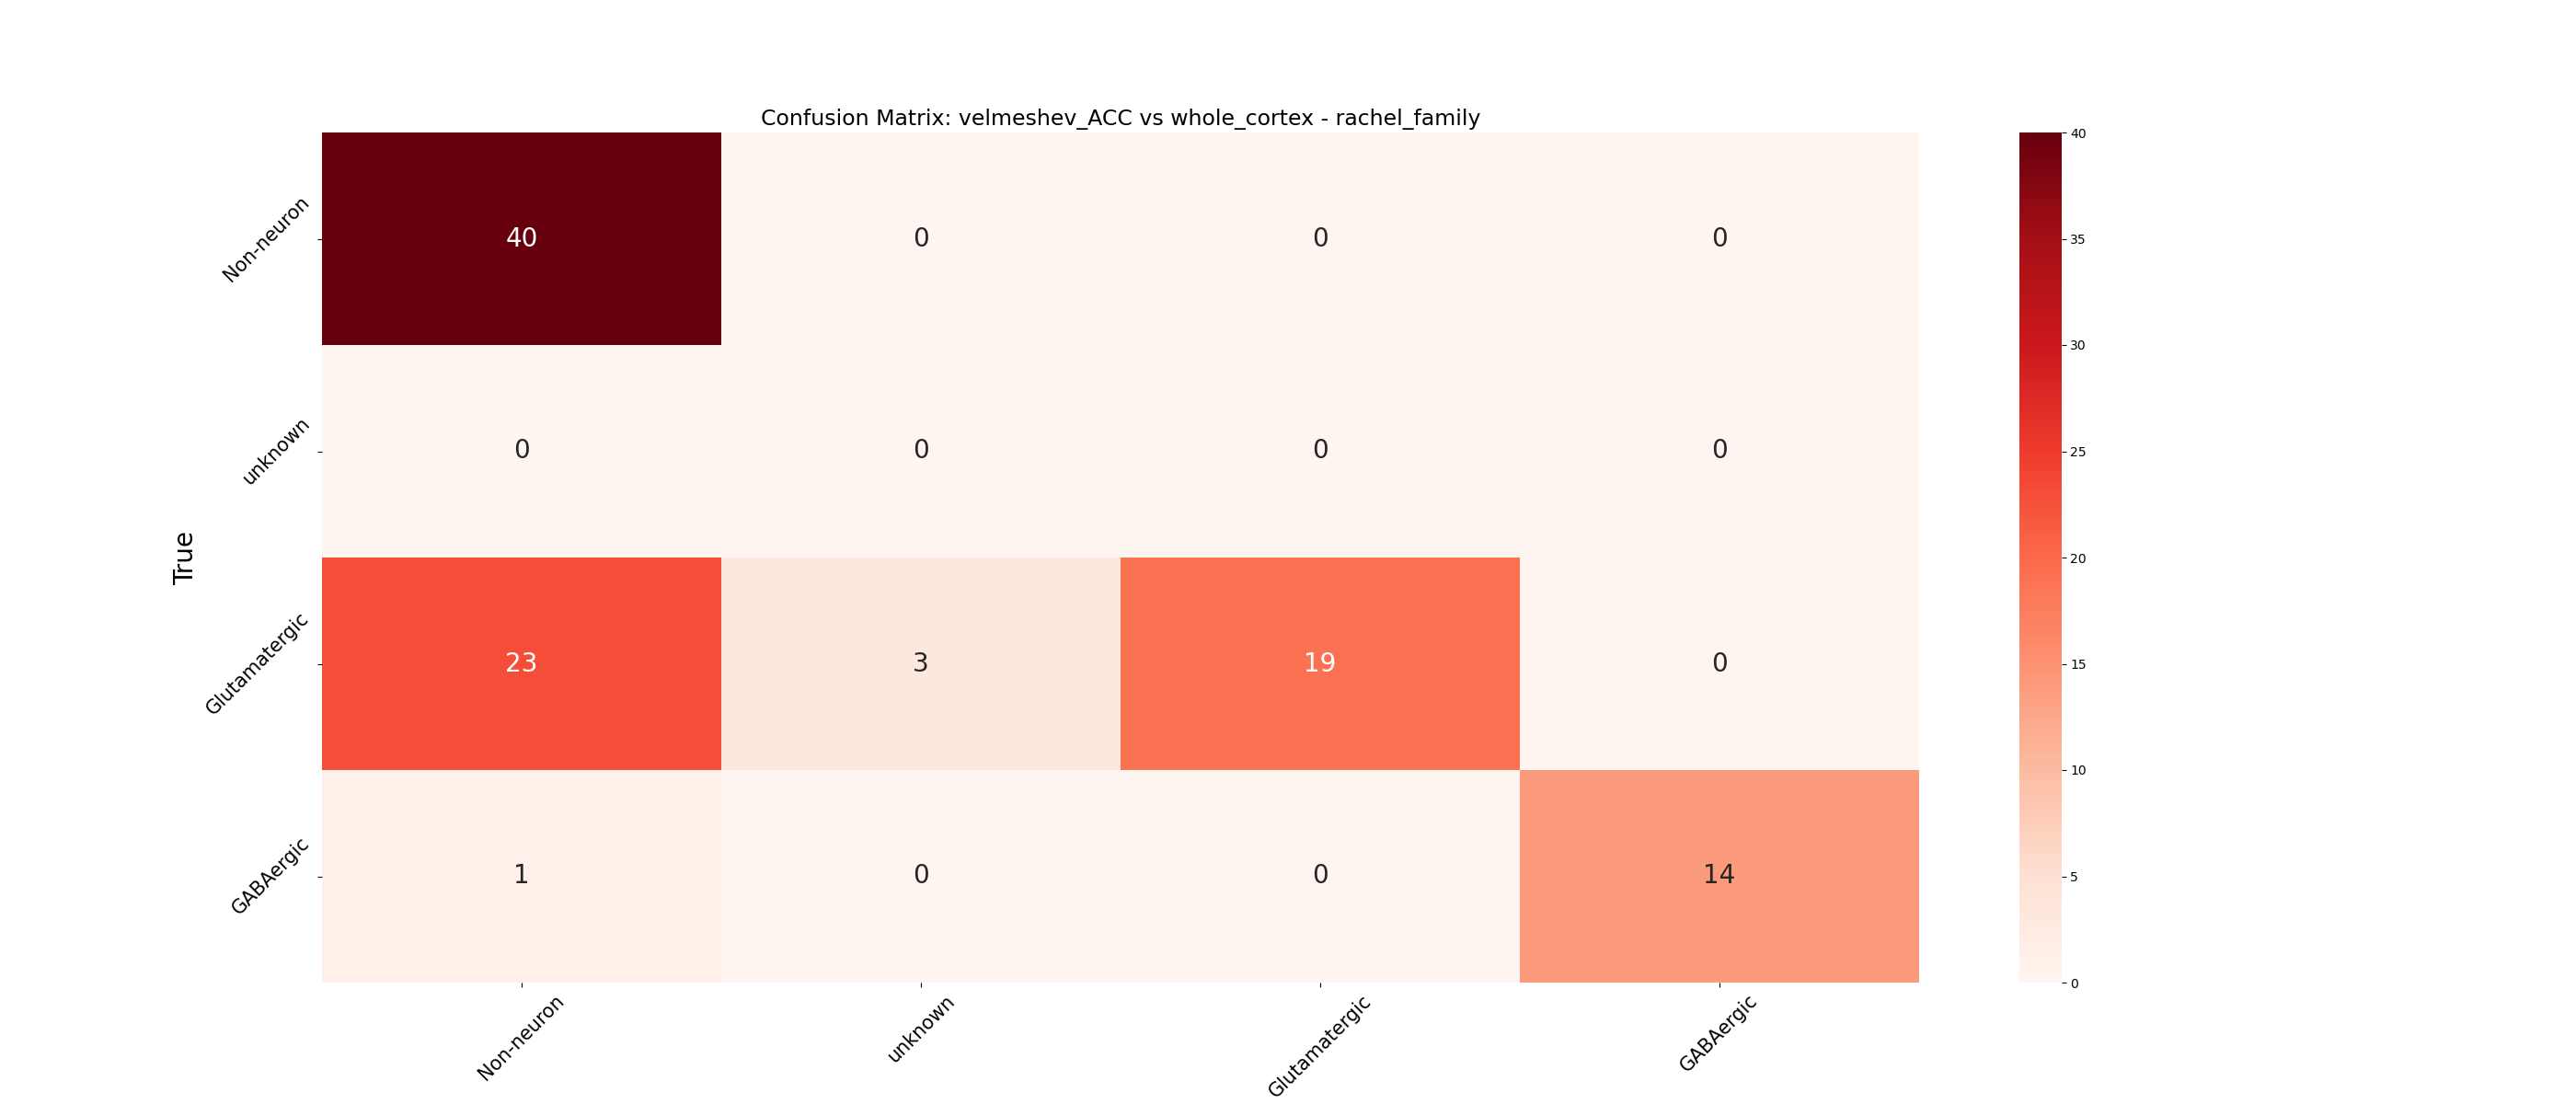 Confusion Matrix: velmeshev_ACC vs whole_cortex - rachel_family
True
Non-neuron
40 0 0 0
unknown
0 0 0 0
Glutamatergic
23 3 19 0
GABAergic
1 0 0 14
Non-neuron unknown Glutamatergic GABAergic
40
35
30
25
20
15
10
5
0